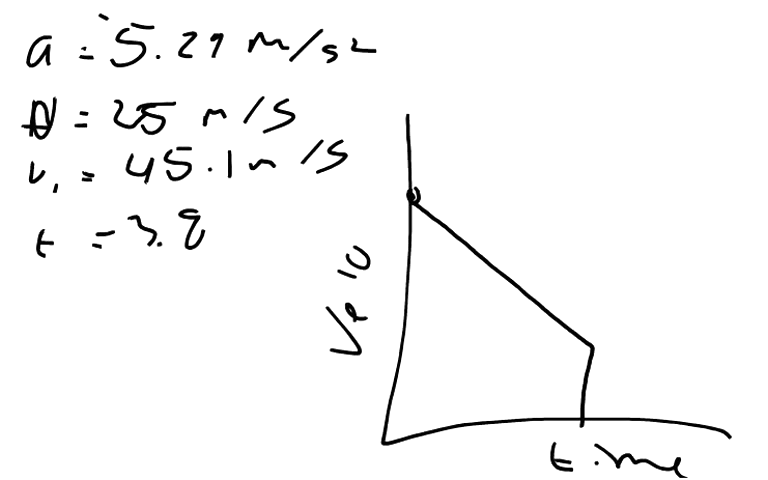 a = 5.29 m/s²
= 25 m/s
v₁ = 45.1 m/s
t = 3.8
Velo
time